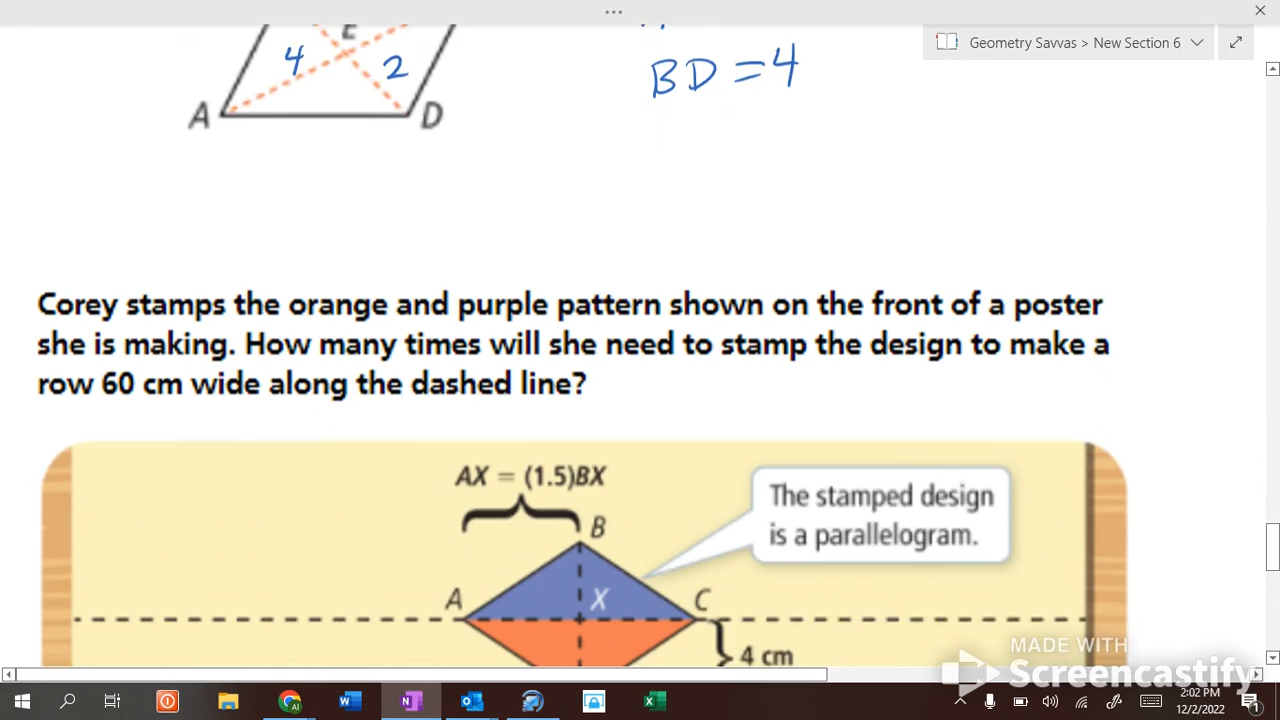 Geometry Savvas > New Section 6
E
4
2
BD = 4
A
D
Corey stamps the orange and purple pattern shown on the front of a poster
she is making. How many times will she need to stamp the design to make a
row 60 cm wide along the dashed line?
AX = (1.5)BX
The stamped design
is a parallelogram.
B
A
X
C
4 cm
MADE WITH
Screencastify
2:02 PM
12/2/2022